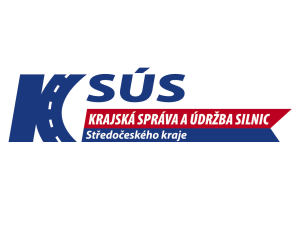 KSÚS
KRAJSKÁ SPRÁVA A ÚDRŽBA SILNIC
Středočeského kraje